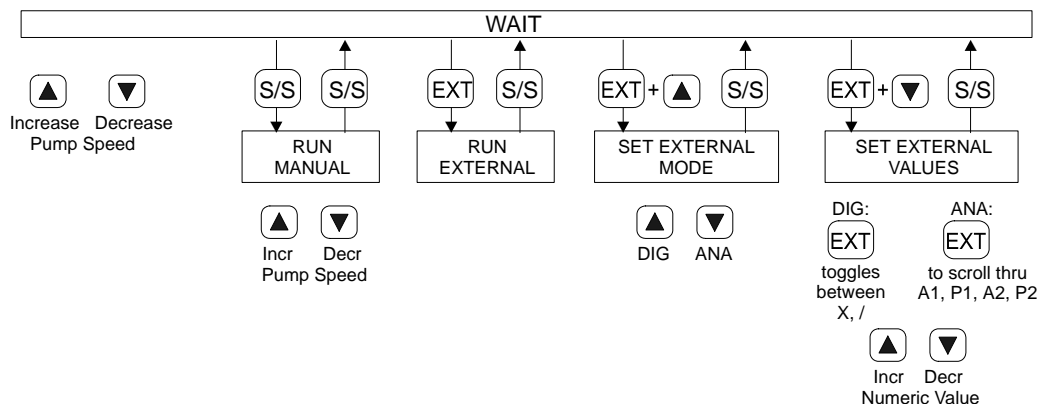 WAIT
S/S S/S EXT S/S EXT + S/S EXT + S/S
Increase Decrease
Pump Speed
RUN
MANUAL
RUN
EXTERNAL
SET EXTERNAL
MODE
SET EXTERNAL
VALUES
Incr Decr
Pump Speed
DIG ANA
DIG:
EXT
toggles
between
X, /
ANA:
EXT
to scroll thru
A1, P1, A2, P2
Incr Decr
Numeric Value